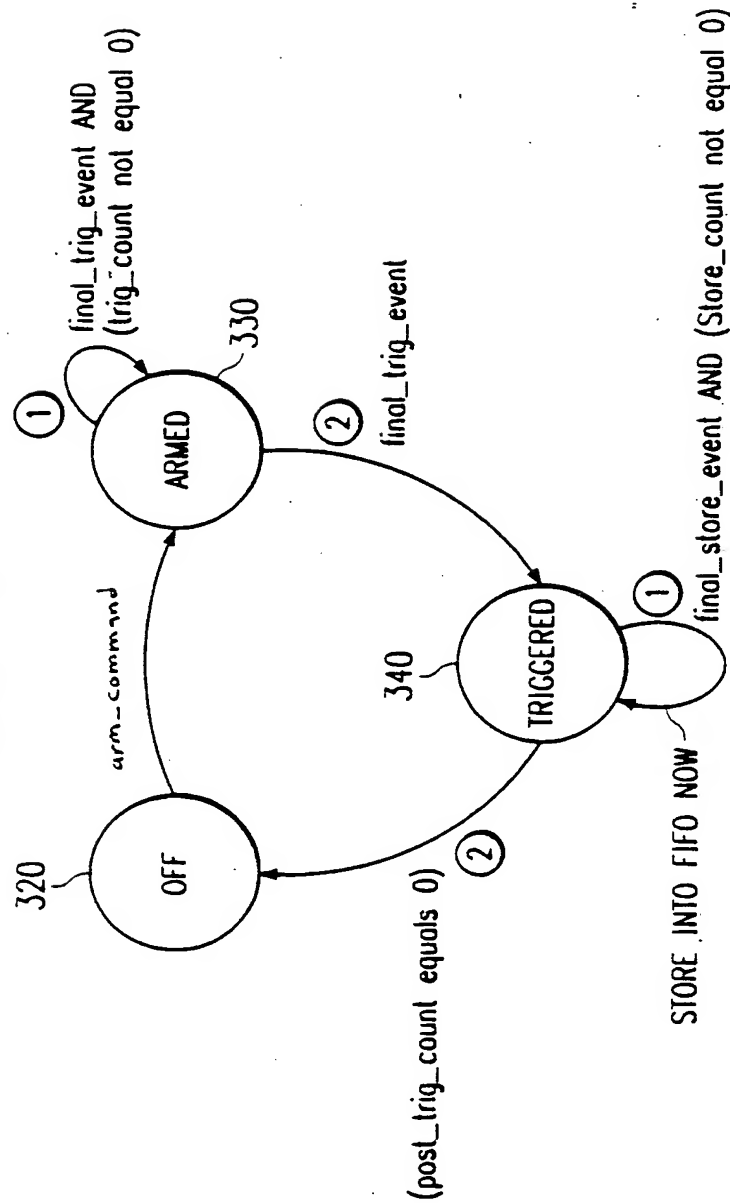 final_trig_event AND
(trig_count not equal 0)
1
330
ARMED
2
final_trig_event
arm_command
320
OFF
340
TRIGGERED
1
final_store_event AND (Store_count not equal 0)
2
(post_trig_count equals 0)
STORE INTO FIFO NOW